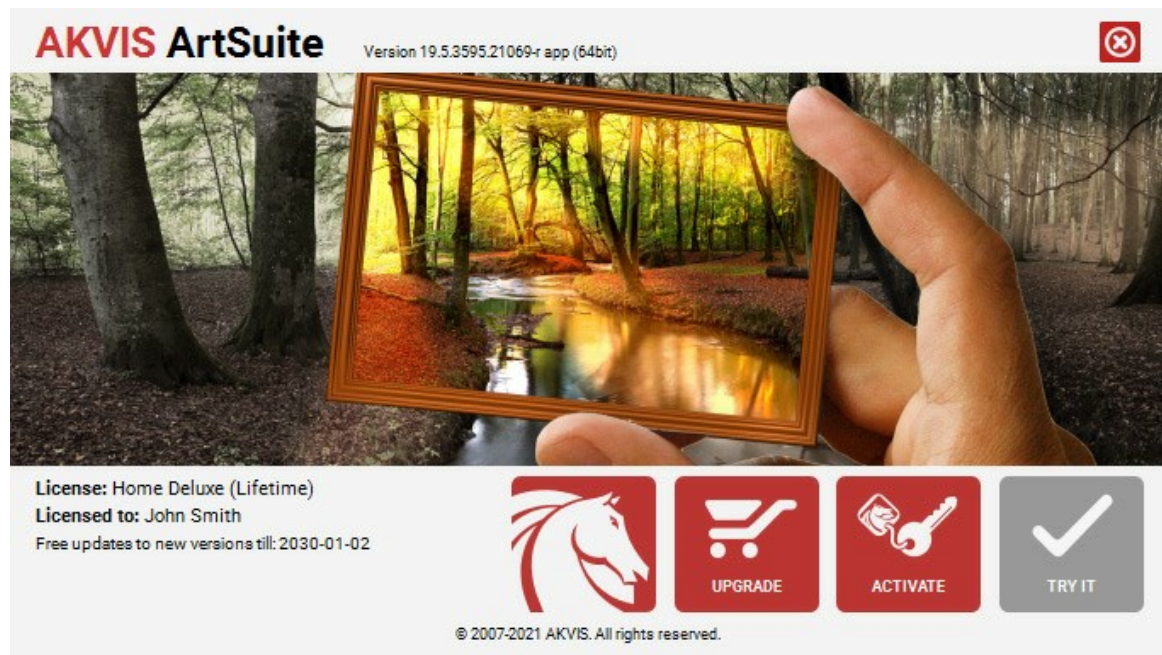 AKVIS ArtSuite Version 19.5.3595.21069-r app (64bit)
License: Home Deluxe (Lifetime)
Licensed to: John Smith
Free updates to new versions till: 2030-01-02
UPGRADE
ACTIVATE
TRY IT
© 2007-2021 AKVIS. All rights reserved.